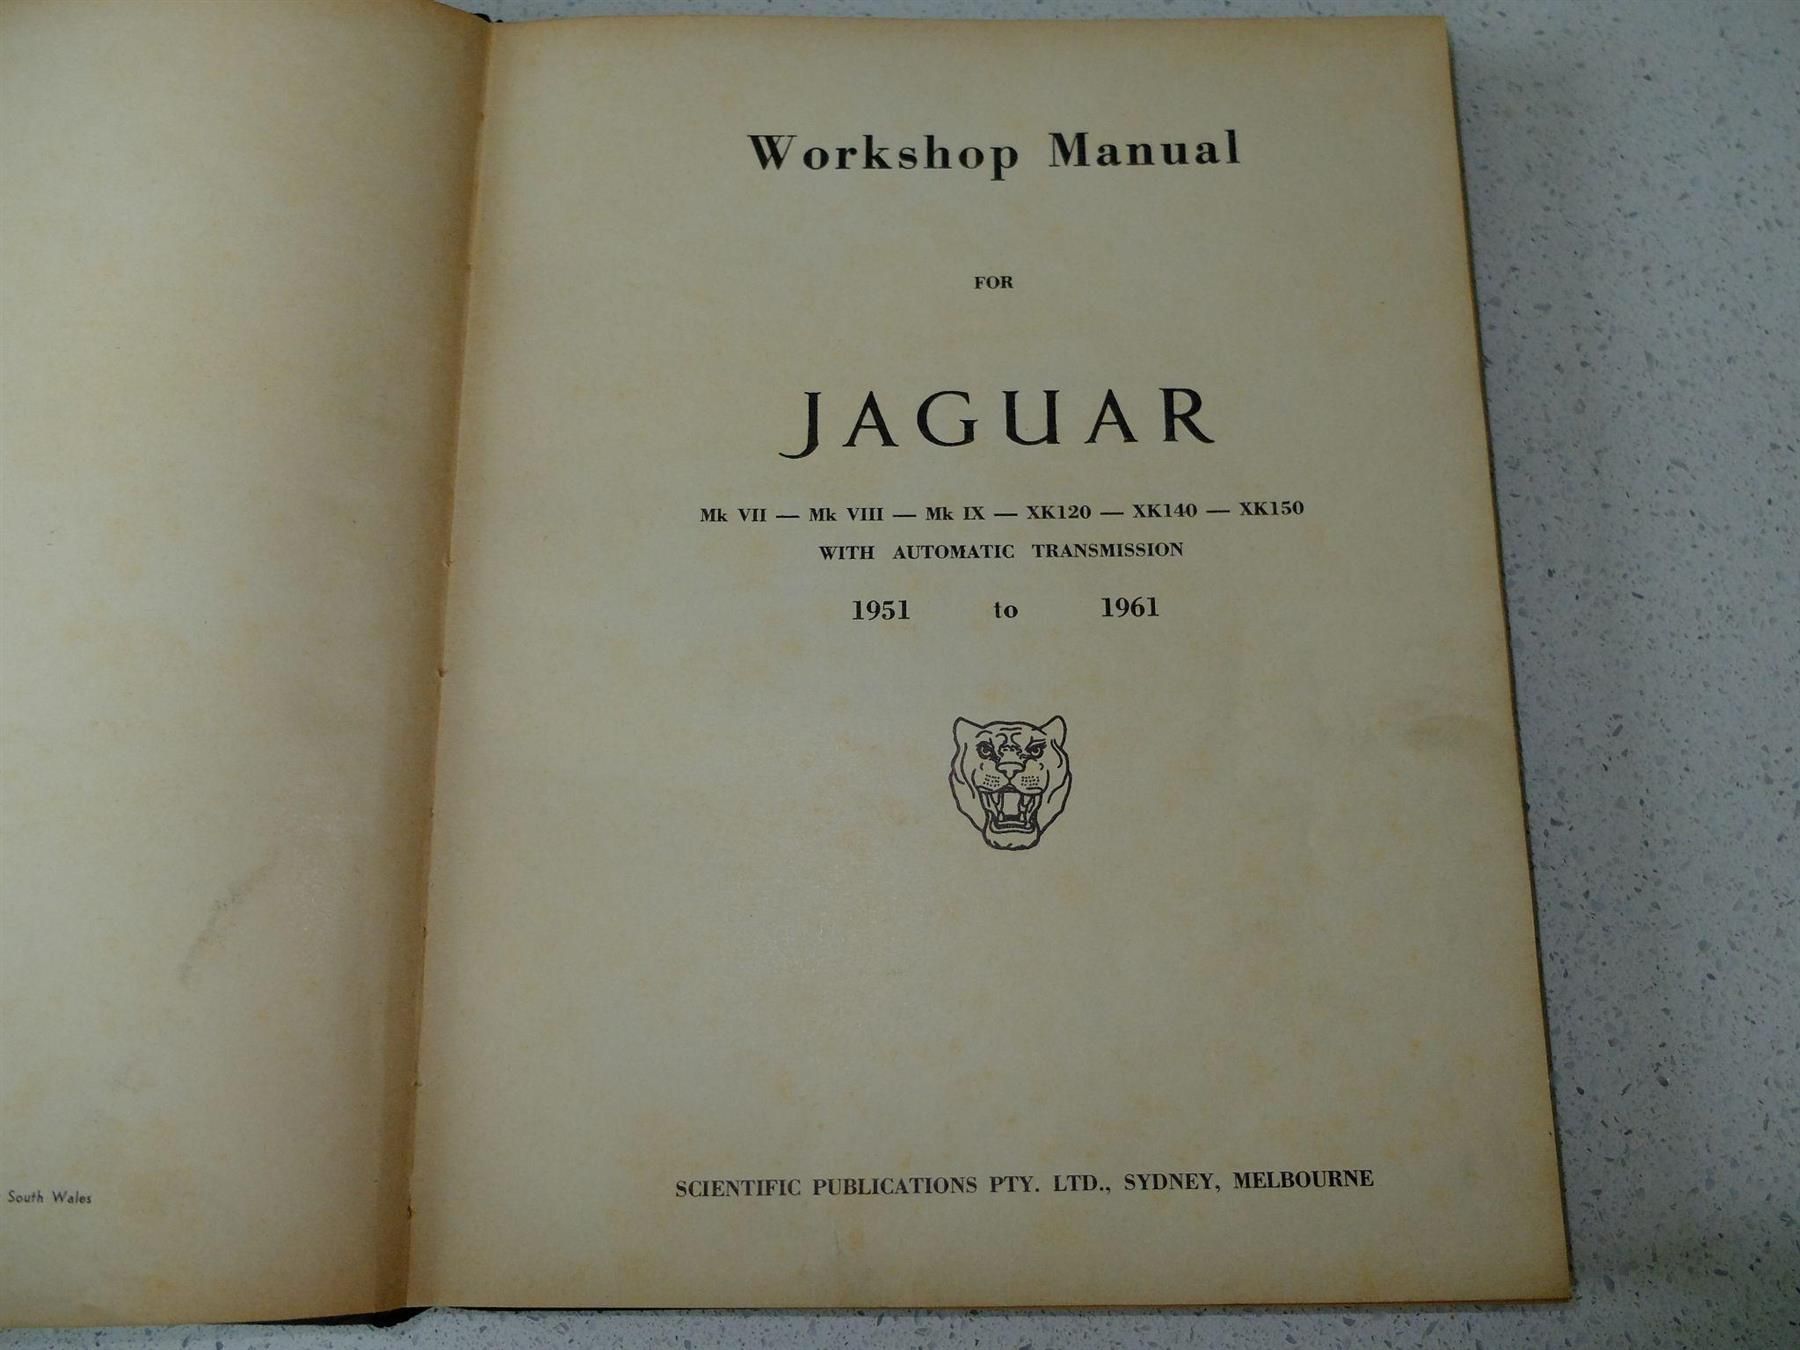 South Wales
Workshop Manual
FOR
JAGUAR
Mk VII — Mk VIII — Mk IX — XK120 — XK140 — XK150
WITH AUTOMATIC TRANSMISSION
1951 to 1961
SCIENTIFIC PUBLICATIONS PTY. LTD., SYDNEY, MELBOURNE